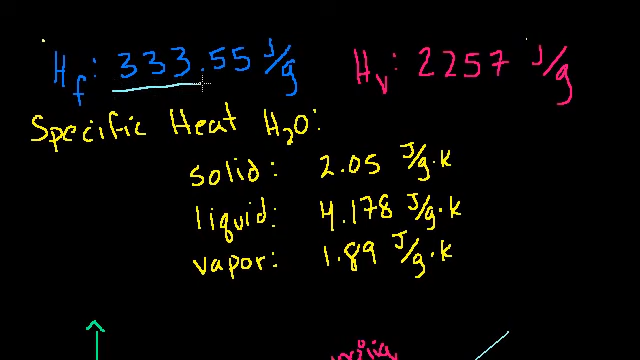 Hf: 333.55 J/g Hv: 2257 J/g
Specific Heat H2O:
solid: 2.05 J/g·k
liquid: 4.178 J/g·k
vapor: 1.89 J/g·k